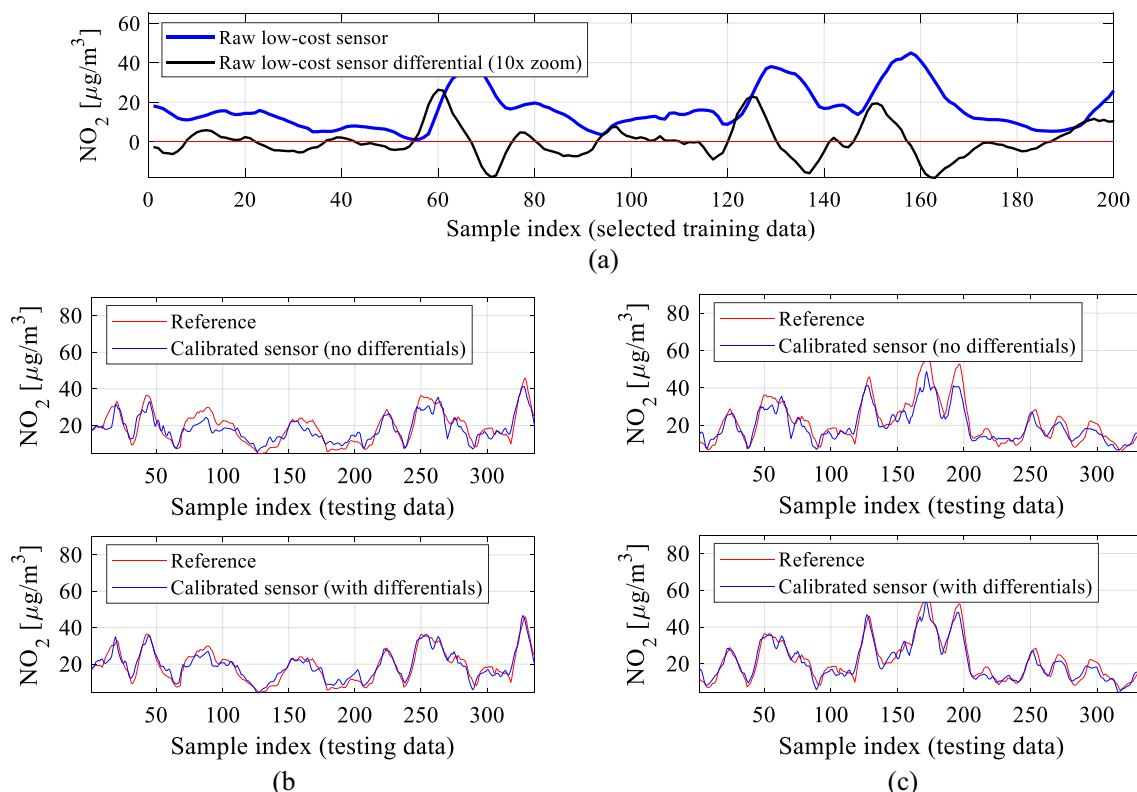 NO2 [µg/m3]
60
40
20
0
Raw low-cost sensor
Raw low-cost sensor differential (10x zoom)
0 20 40 60 80 100 120 140 160 180 200
Sample index (selected training data)
(a)
NO2 [µg/m3]
80
60
40
20
Reference
Calibrated sensor (no differentials)
50 100 150 200 250 300
Sample index (testing data)
NO2 [µg/m3]
80
60
40
20
Reference
Calibrated sensor (with differentials)
50 100 150 200 250 300
Sample index (testing data)
(b
NO2 [µg/m3]
80
60
40
20
Reference
Calibrated sensor (no differentials)
50 100 150 200 250 300
Sample index (testing data)
NO2 [µg/m3]
80
60
40
20
Reference
Calibrated sensor (with differentials)
50 100 150 200 250 300
Sample index (testing data)
(c)